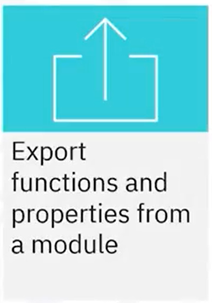 Export
functions and
properties from
a module